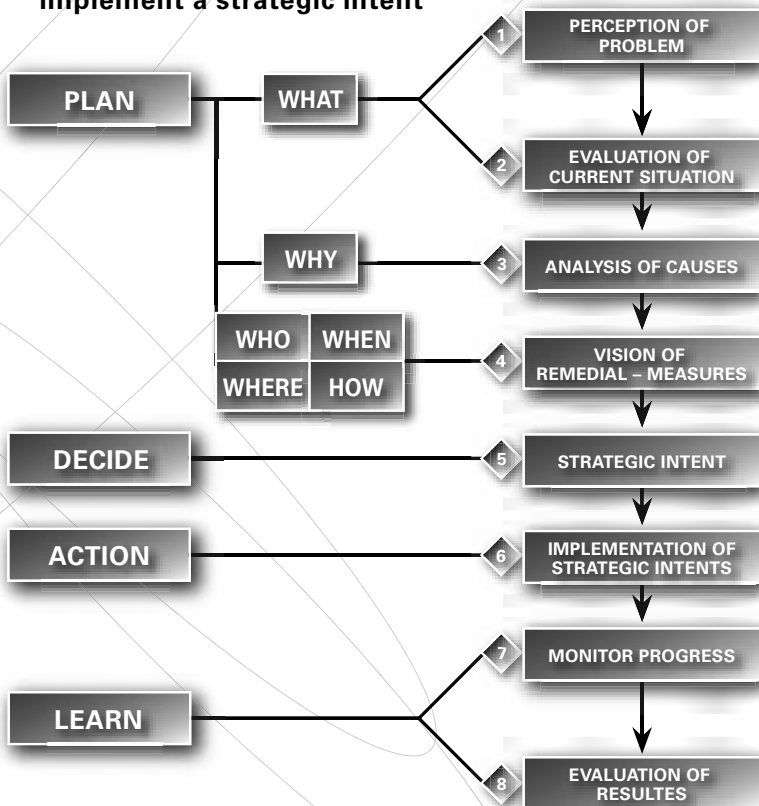 implement a strategic intent
1
PERCEPTION OF
PROBLEM
PLAN
WHAT
2
EVALUATION OF
CURRENT SITUATION
WHY
3
ANALYSIS OF CAUSES
WHO
WHEN
WHERE
HOW
4
VISION OF
REMEDIAL – MEASURES
DECIDE
5
STRATEGIC INTENT
ACTION
6
IMPLEMENTATION OF
STRATEGIC INTENTS
7
MONITOR PROGRESS
LEARN
8
EVALUATION OF
RESULTES